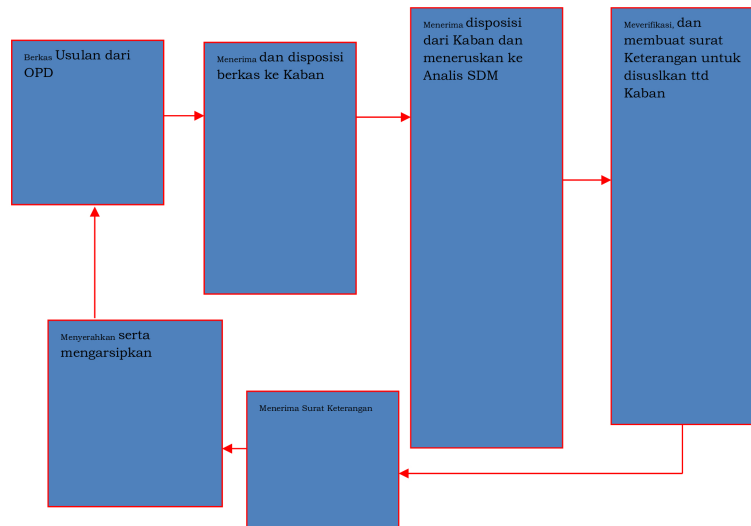 Berkas Usulan dari
OPD
Menerima dan disposisi
berkas ke Kaban
Menerima disposisi
dari Kaban dan
meneruskan ke
Analis SDM
Meverifikasi, dan
membuat surat
Keterangan untuk
disuslkan ttd
Kaban
Menyerahkan serta
mengarsipkan
Menerima Surat Keterangan